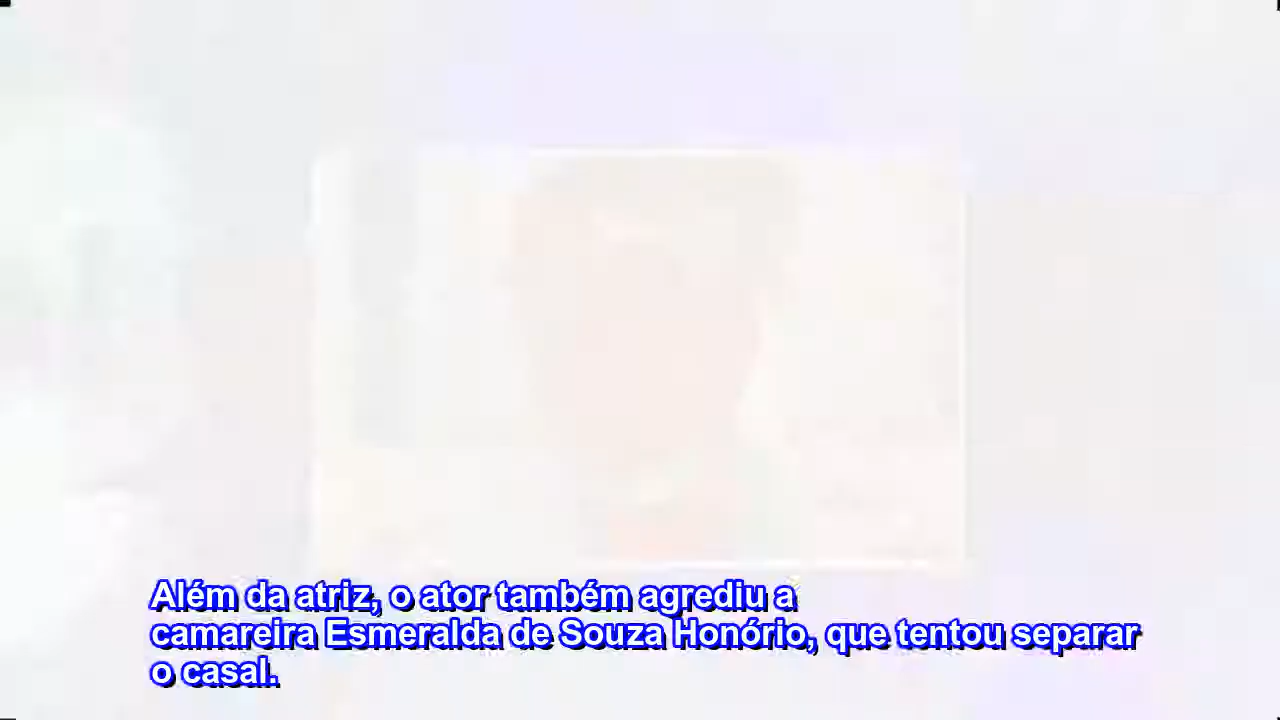 Além da atriz, o ator também agrediu a
camareira Esmeralda de Souza Honório, que tentou separar
o casal.